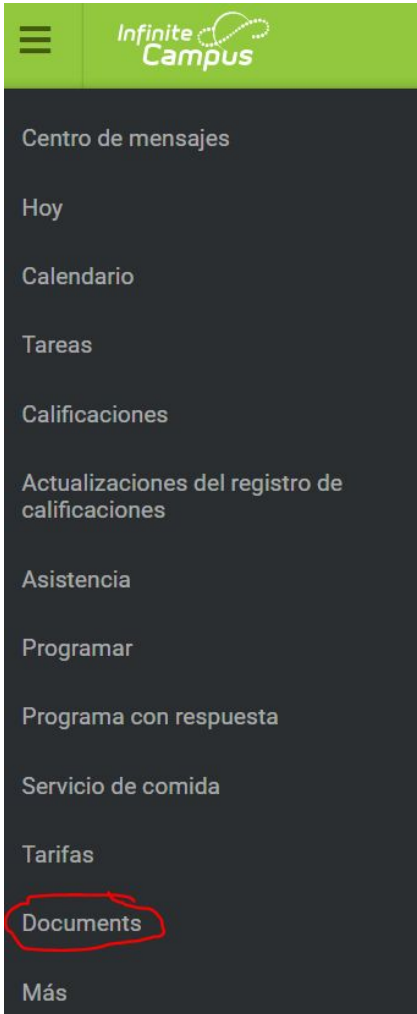 Infinite
Campus
Centro de mensajes
Hoy
Calendario
Tareas
Calificaciones
Actualizaciones del registro de
calificaciones
Asistencia
Programar
Programa con respuesta
Servicio de comida
Tarifas
Documents
Más